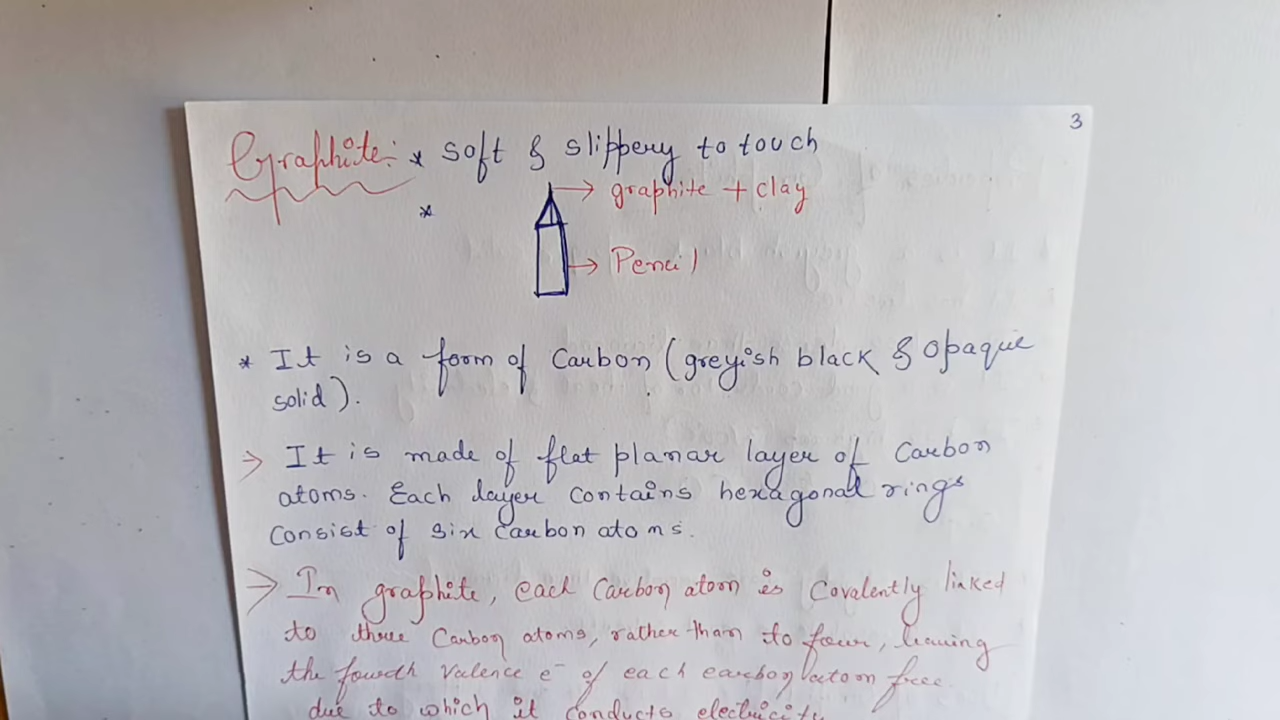 3
Graphite:- * soft & slippery to touch
→ graphite + clay
*
→ Pencil
* It is a form of Carbon (greyish black & opaque
solid).
→ It is made of flat planar layer of Carbon
atoms. Each layer contains hexagonal rings
consist of six Carbon atoms.
⇒ In graphite, each Carbon atom is Covalently linked
to three Carbon atoms, rather than to four, leaving
the fourth valence e⁻ of each carbon atom free.
due to which it conducts electricity